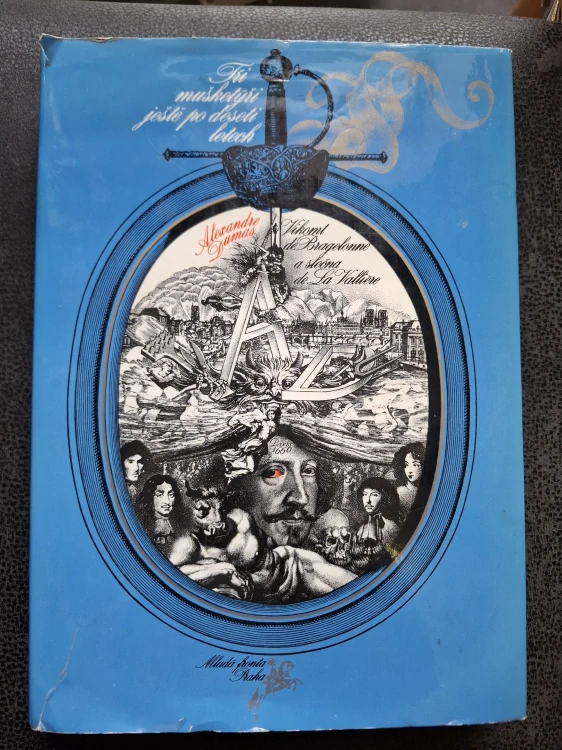 Tři
mušketýři
ještě po deseti
letech
Alexandre
Dumas
Vikomt
de Bragelonne
a slečna
de La Vallière
A
Z
PARIS
1660
Mladá fronta
Praha